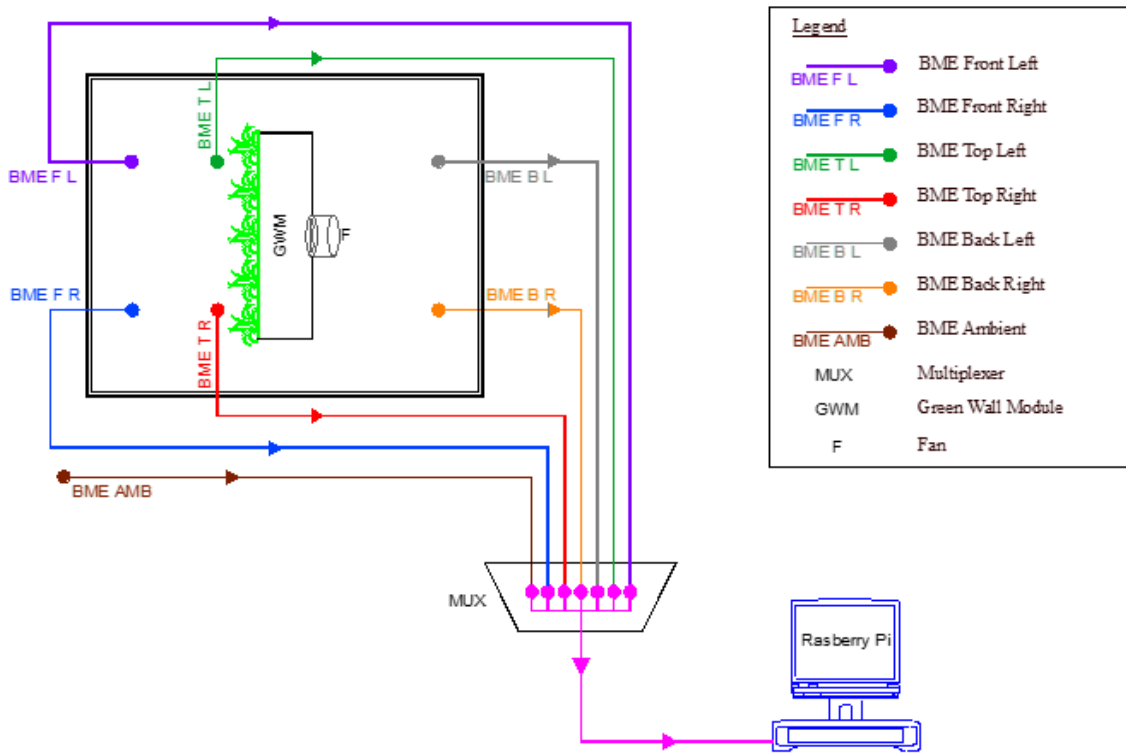 BME T L
BME F L
BME B L
GWM
F
BME F R
BME B R
BME T R
BME AMB
MUX
Rasberry Pi
Legend
BME F L BME Front Left
BME F R BME Front Right
BME T L BME Top Left
BME T R BME Top Right
BME B L BME Back Left
BME B R BME Back Right
BME AMB BME Ambient
MUX Multiplexer
GWM Green Wall Module
F Fan